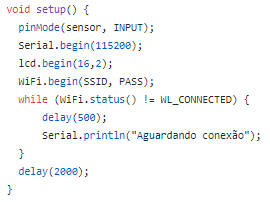 void setup() {
  pinMode(sensor, INPUT);
  Serial.begin(115200);
  lcd.begin(16,2);
  WiFi.begin(SSID, PASS);
  while (WiFi.status() != WL_CONNECTED) {
      delay(500);
      Serial.println("Aguardando conexão");
  }
  delay(2000);
}